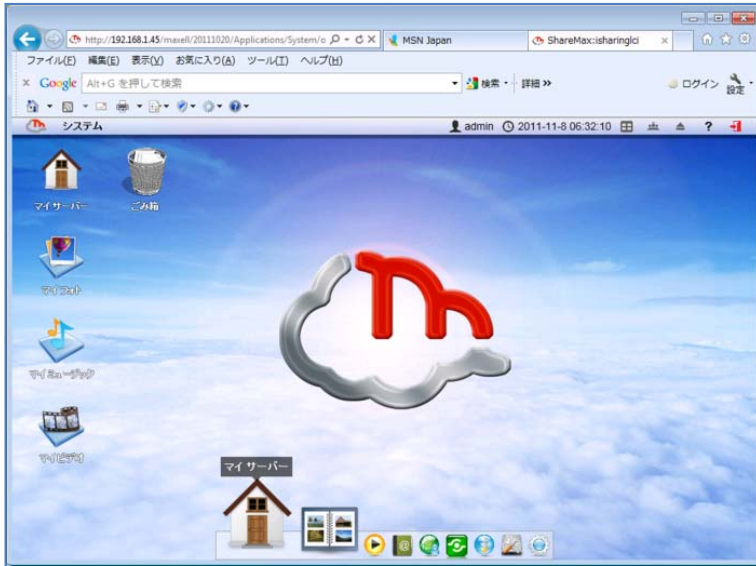 http://192.168.1.45/maxell/20111020/Applications/System/o
MSN Japan
ShareMax:isharinglci
ファイル(F) 編集(E) 表示(V) お気に入り(A) ツール(T) ヘルプ(H)
Google Alt+G を押して検索 検索 詳細 >> ログイン 設定
システム admin 2011-11-8 06:32:10 ?
マイサーバー ごみ箱
マイフォト
マイミュージック
マイビデオ
マイ サーバー